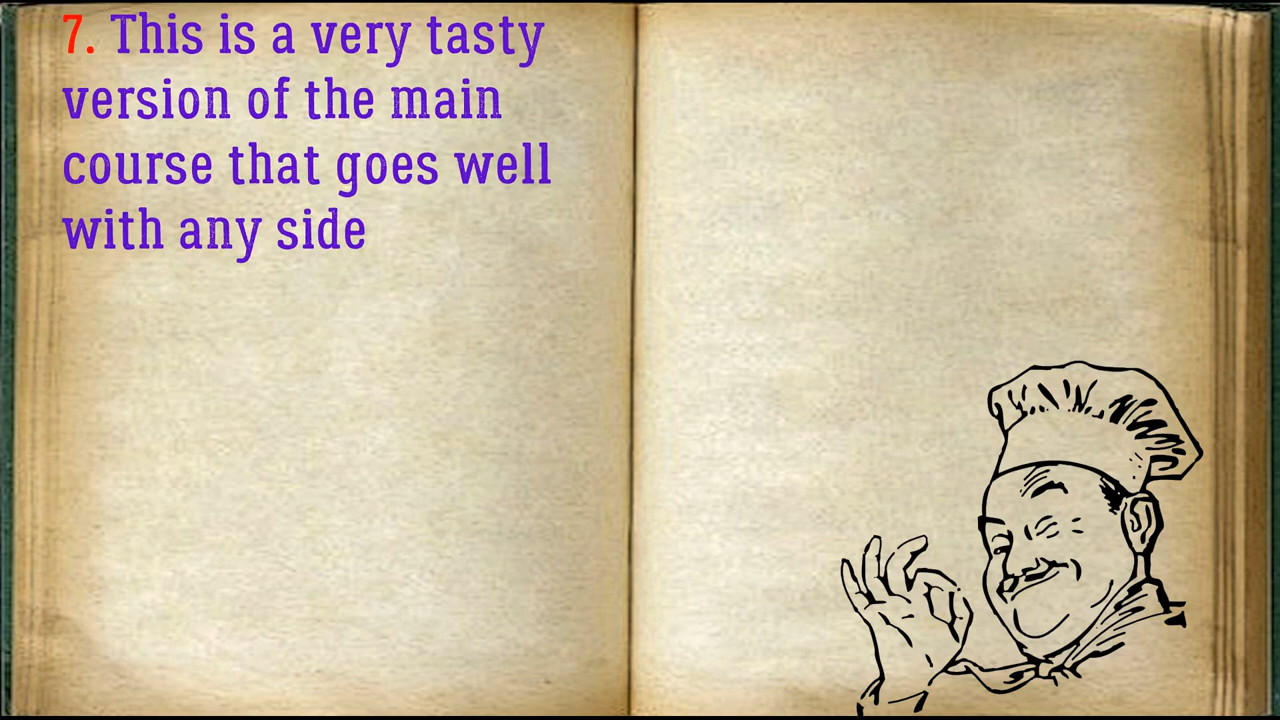 7. This is a very tasty
version of the main
course that goes well
with any side